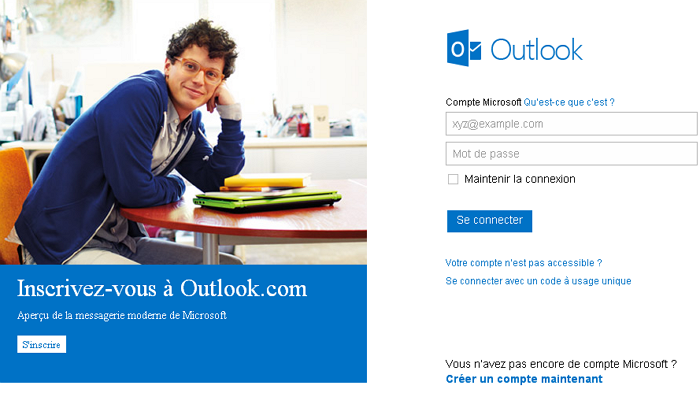 Inscrivez-vous à Outlook.com
Aperçu de la messagerie moderne de Microsoft
S'inscrire
Outlook
Compte Microsoft Qu'est-ce que c'est ?
xyz@example.com
Mot de passe
Maintenir la connexion
Se connecter
Votre compte n'est pas accessible ?
Se connecter avec un code à usage unique
Vous n'avez pas encore de compte Microsoft ?
Créer un compte maintenant